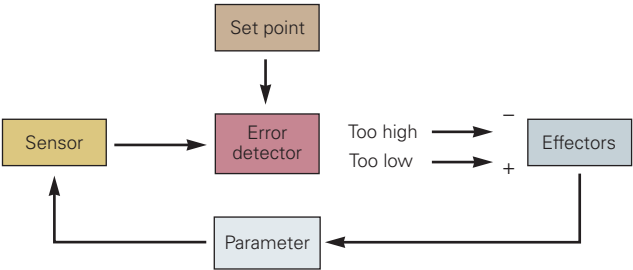 Set point
Sensor
Error
detector
Too high
−
Too low
+
Effectors
Parameter